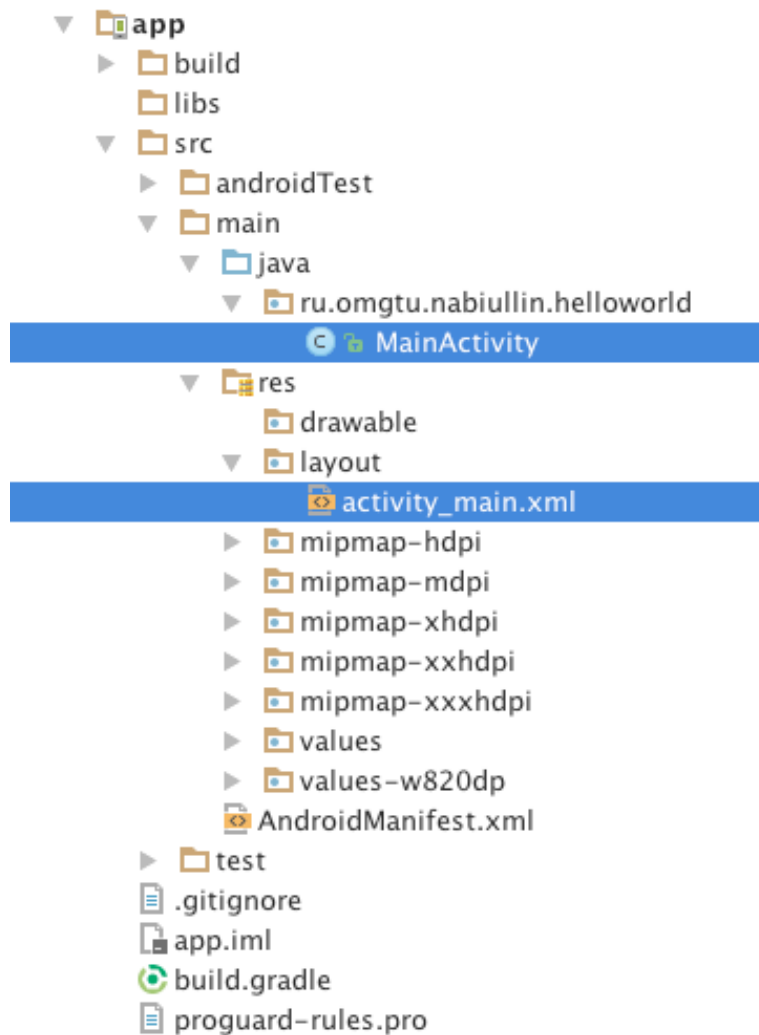 app
build
libs
src
androidTest
main
java
ru.omgtu.nabiullin.helloworld
C MainActivity
res
drawable
layout
activity_main.xml
mipmap-hdpi
mipmap-mdpi
mipmap-xhdpi
mipmap-xxhdpi
mipmap-xxxhdpi
values
values-w820dp
AndroidManifest.xml
test
.gitignore
app.iml
build.gradle
proguard-rules.pro